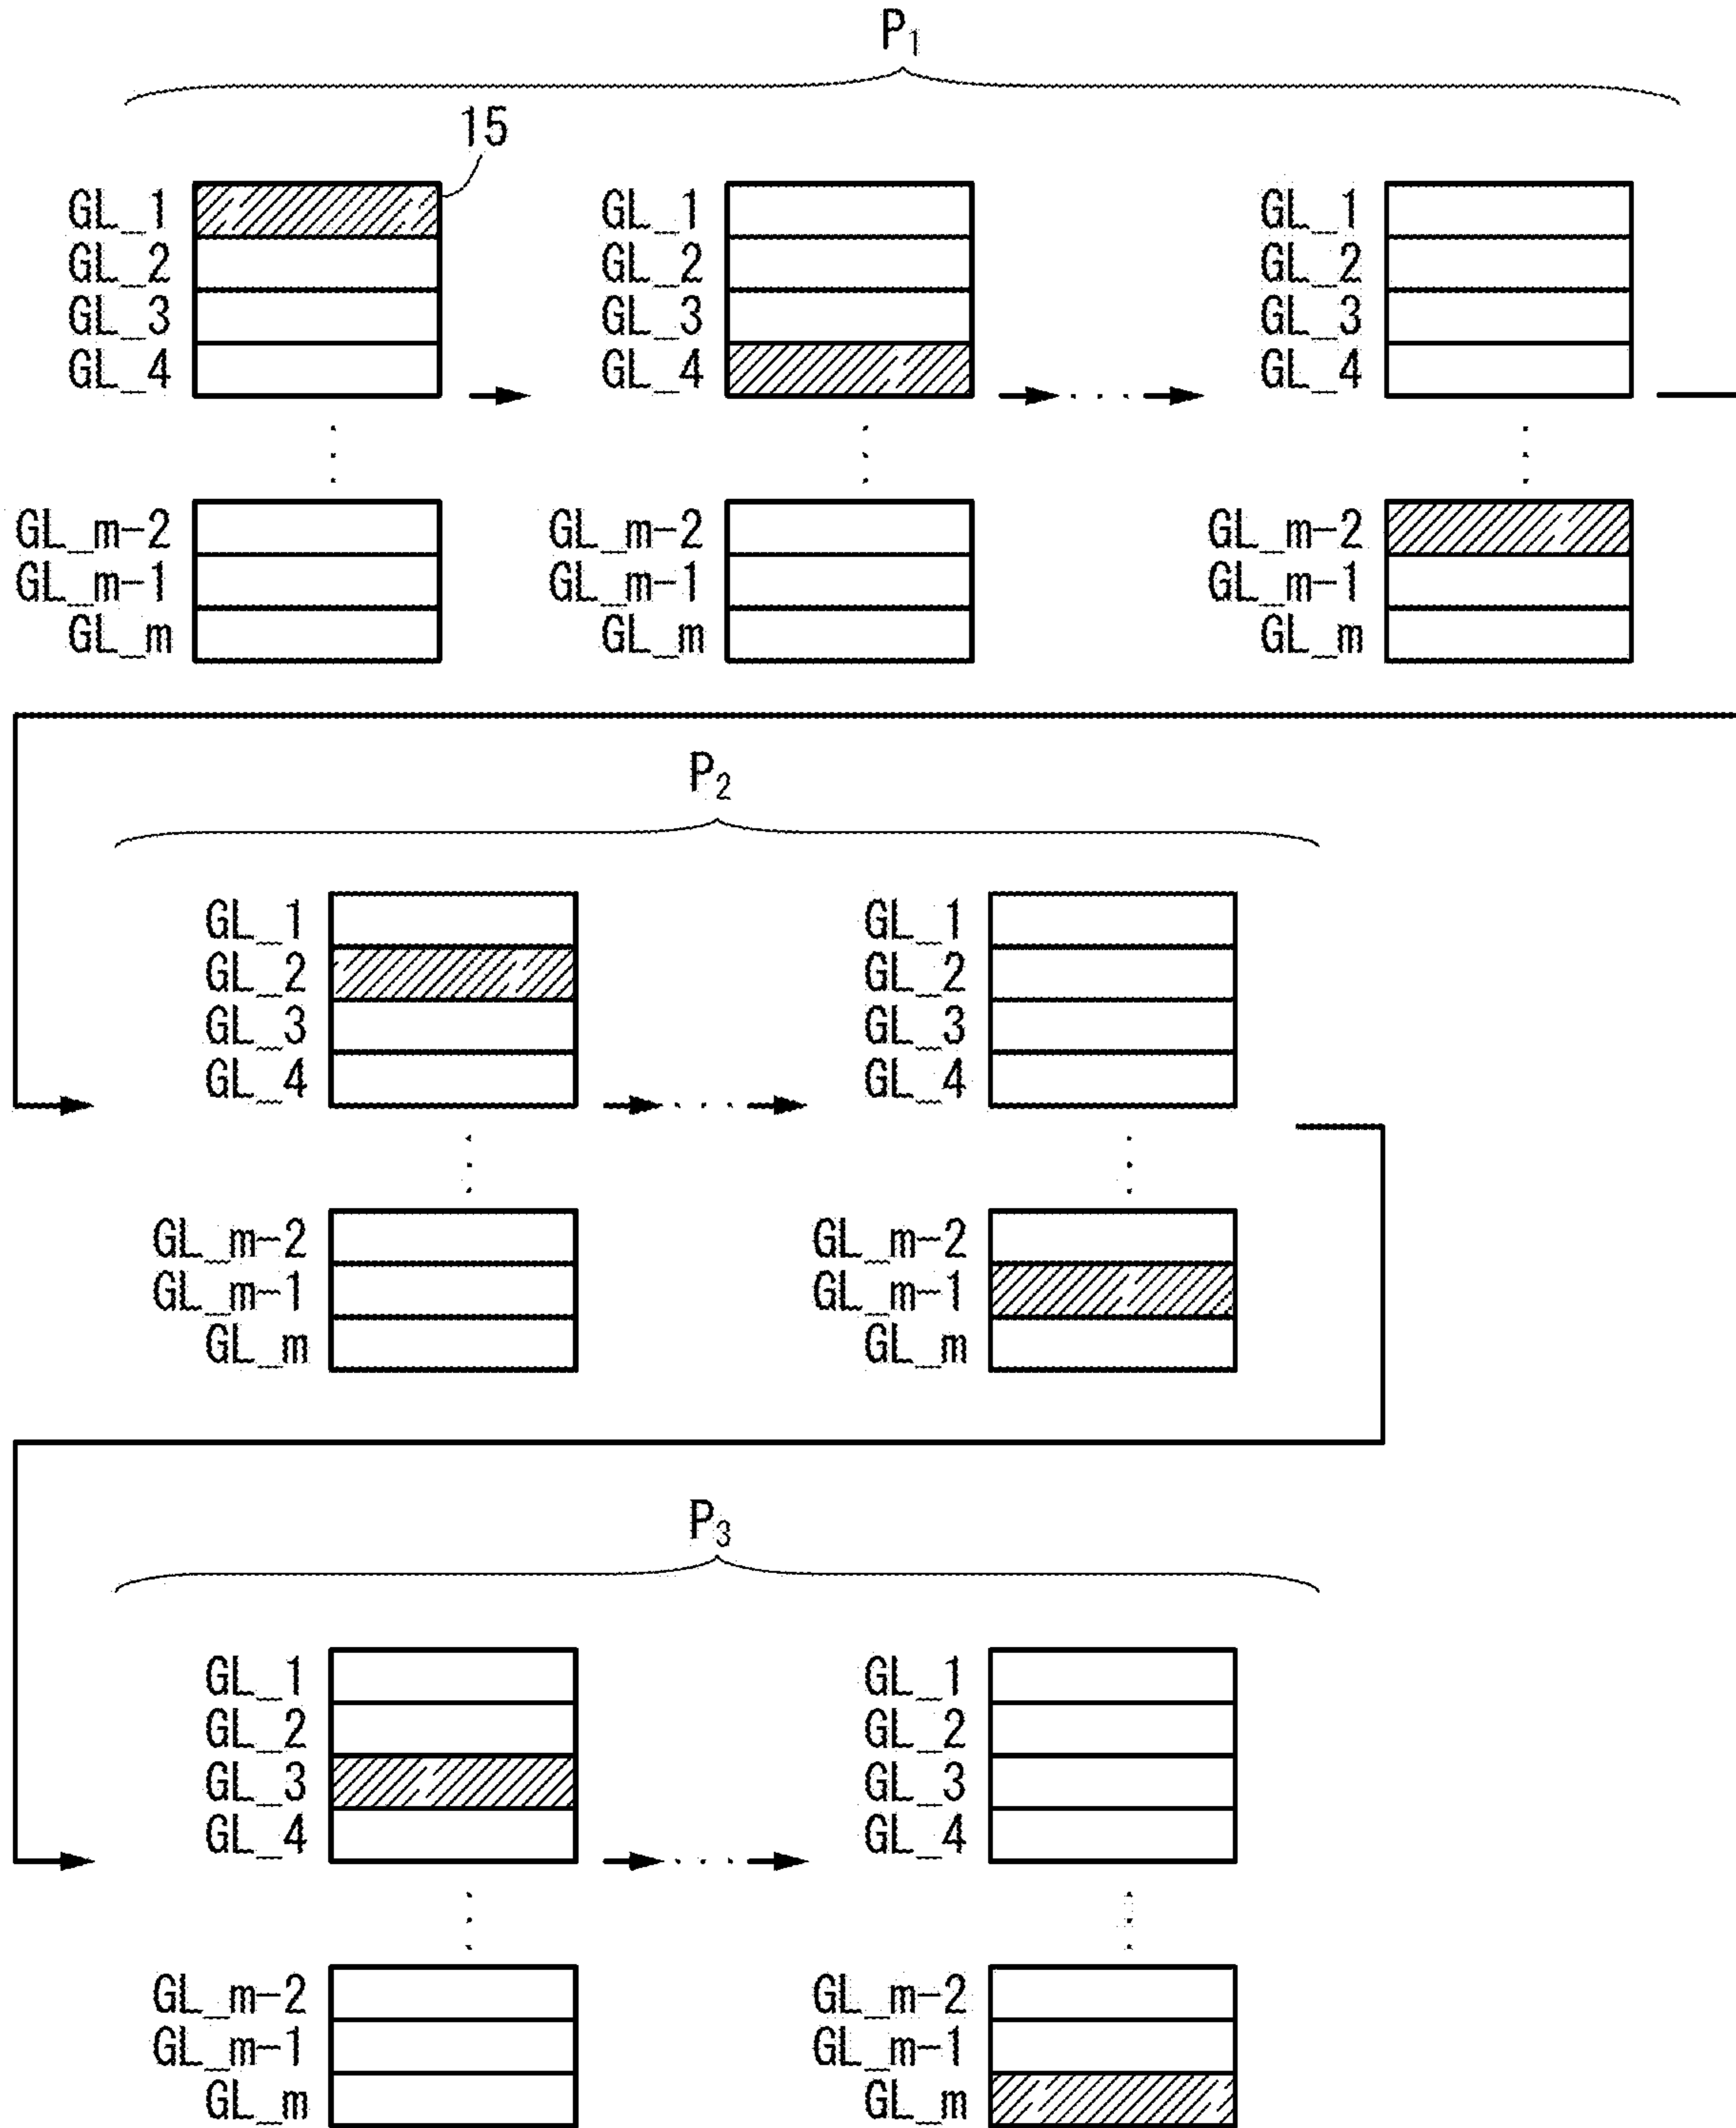 P₁
15
GL_1 GL_1 GL_1
GL_2 GL_2 GL_2
GL_3 GL_3 GL_3
GL_4 GL_4 GL_4
GL_m-2 GL_m-2 GL_m-2
GL_m-1 GL_m-1 GL_m-1
GL_m GL_m GL_m
P₂
GL_1 GL_1
GL_2 GL_2
GL_3 GL_3
GL_4 GL_4
GL_m-2 GL_m-2
GL_m-1 GL_m-1
GL_m GL_m
P₃
GL_1 GL_1
GL_2 GL_2
GL_3 GL_3
GL_4 GL_4
GL_m-2 GL_m-2
GL_m-1 GL_m-1
GL_m GL_m